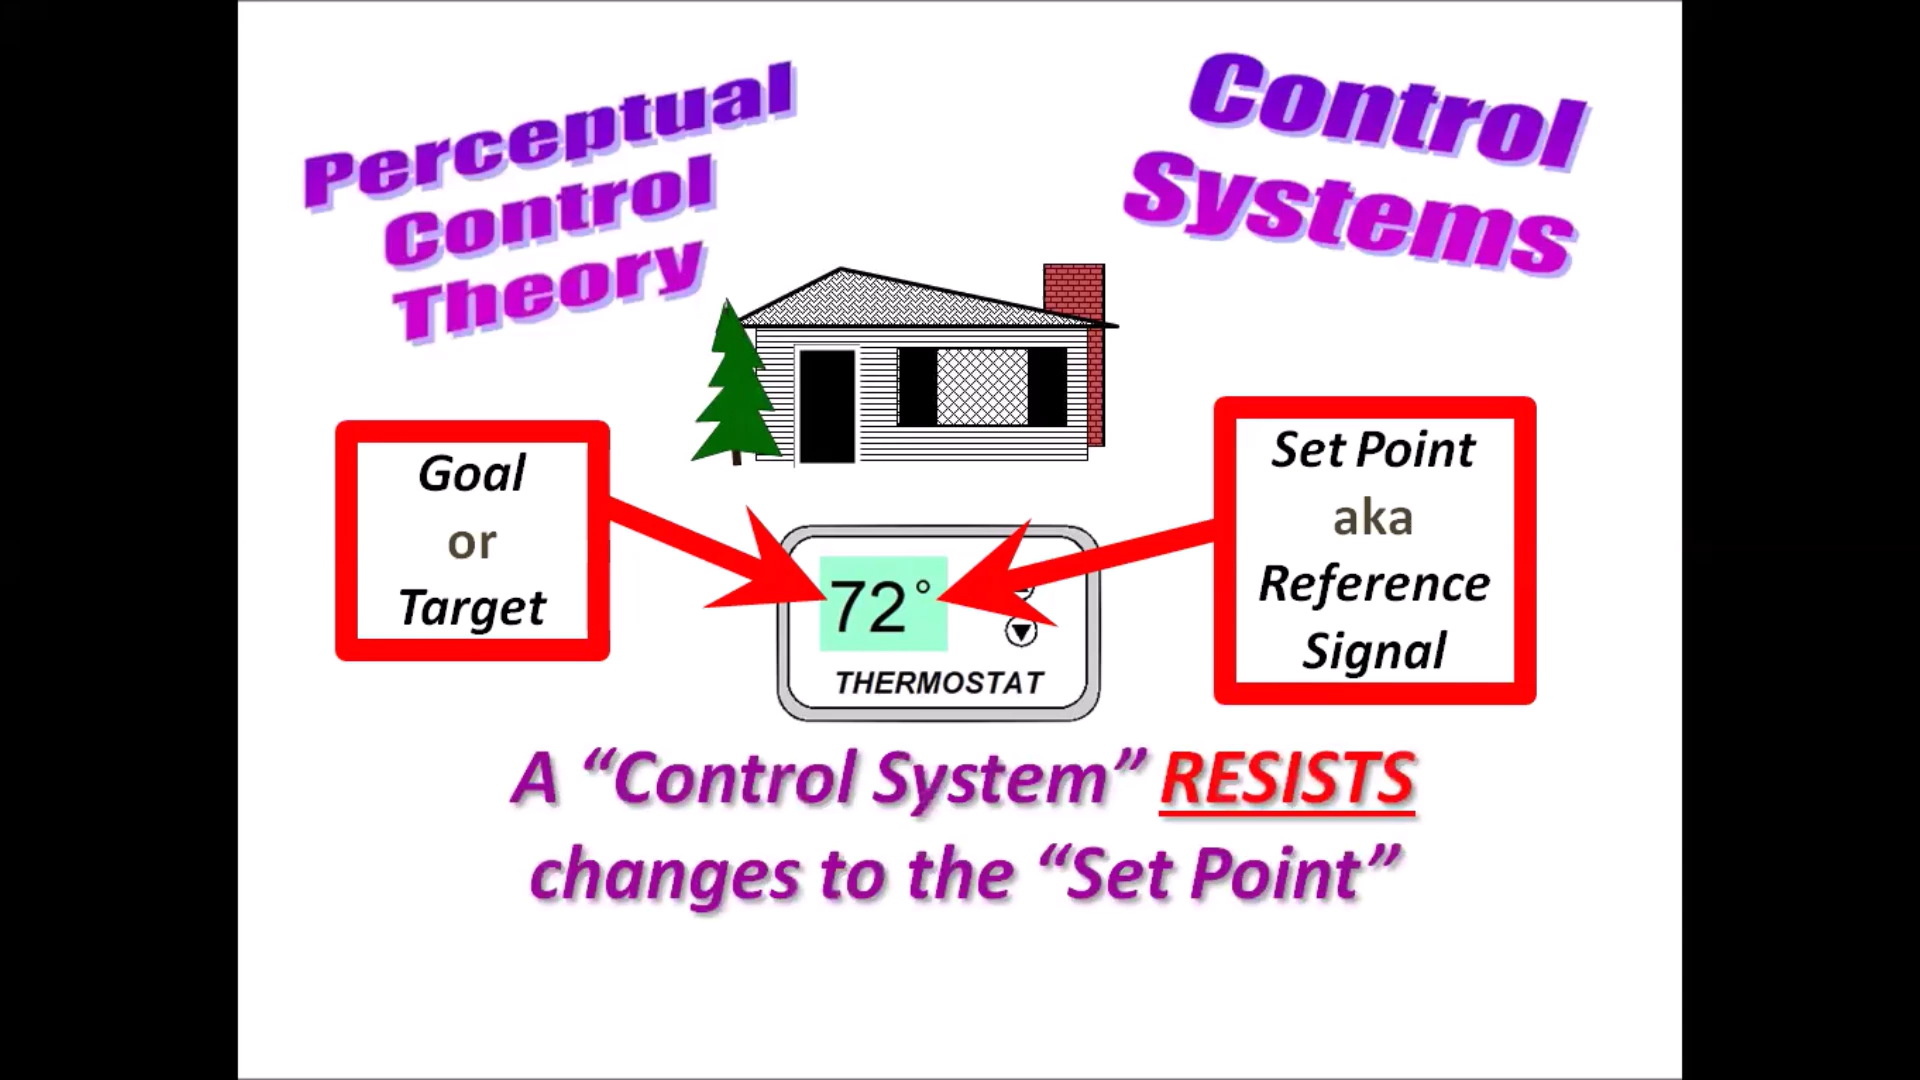 Perceptual
Control
Theory
Control
Systems
Goal
or
Target
Set Point
aka
Reference
Signal
72°
THERMOSTAT
A “Control System” RESISTS
changes to the “Set Point”